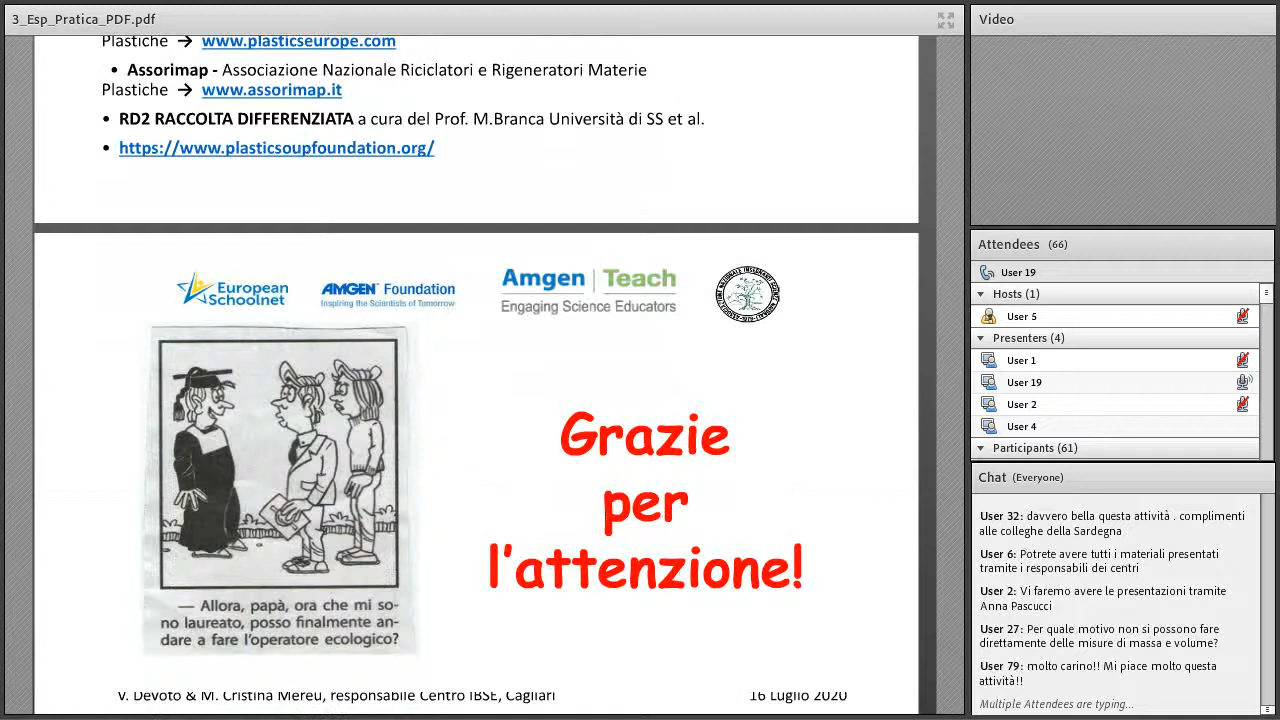 3_Esp_Pratica_PDF.pdf
Plastiche → www.plasticseurope.com
• Assorimap - Associazione Nazionale Riciclatori e Rigeneratori Materie
Plastiche → www.assorimap.it
• RD2 RACCOLTA DIFFERENZIATA a cura del Prof. M.Branca Università di SS et al.
• https://www.plasticsoupfoundation.org/
European
Schoolnet
AMGEN Foundation
Inspiring the Scientists of Tomorrow
Amgen | Teach
Engaging Science Educators
— Allora, papà, ora che mi so-
no laureato, posso finalmente an-
dare a fare l'operatore ecologico?
Grazie
per
l'attenzione!
V. Devoto & M. Cristina Mereu, responsabile Centro IBSE, Cagliari
16 Luglio 2020
Video
Attendees (66)
User 19
Hosts (1)
User 5
Presenters (4)
User 1
User 19
User 2
User 4
Participants (61)
Chat (Everyone)
User 32: davvero bella questa attività . complimenti
alle colleghe della Sardegna
User 6: Potrete avere tutti i materiali presentati
tramite i responsabili dei centri
User 2: Vi faremo avere le presentazioni tramite
Anna Pascucci
User 27: Per quale motivo non si possono fare
direttamente delle misure di massa e volume?
User 79: molto carino!! Mi piace molto questa
attività!!
Multiple Attendees are typing...